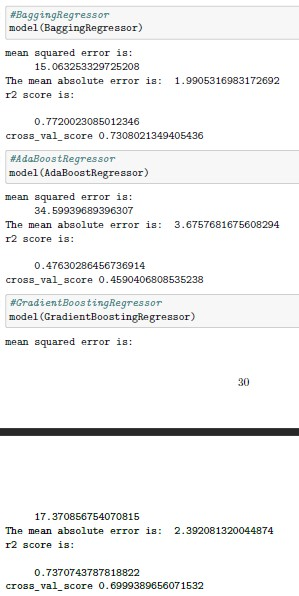 #BaggingRegressor
model(BaggingRegressor)
mean squared error is:
15.063253329725208
The mean absolute error is: 1.9905316983172692
r2 score is:
0.7720023085012346
cross_val_score 0.7308021349405436
#AdaBoostRegressor
model(AdaBoostRegressor)
mean squared error is:
34.59939689396307
The mean absolute error is: 3.6757681675608294
r2 score is:
0.47630286456736914
cross_val_score 0.4590406808535238
#GradientBoostingRegressor
model(GradientBoostingRegressor)
mean squared error is:
30
17.370856754070815
The mean absolute error is: 2.392081320044874
r2 score is:
0.7370743787818822
cross_val_score 0.6999389656071532